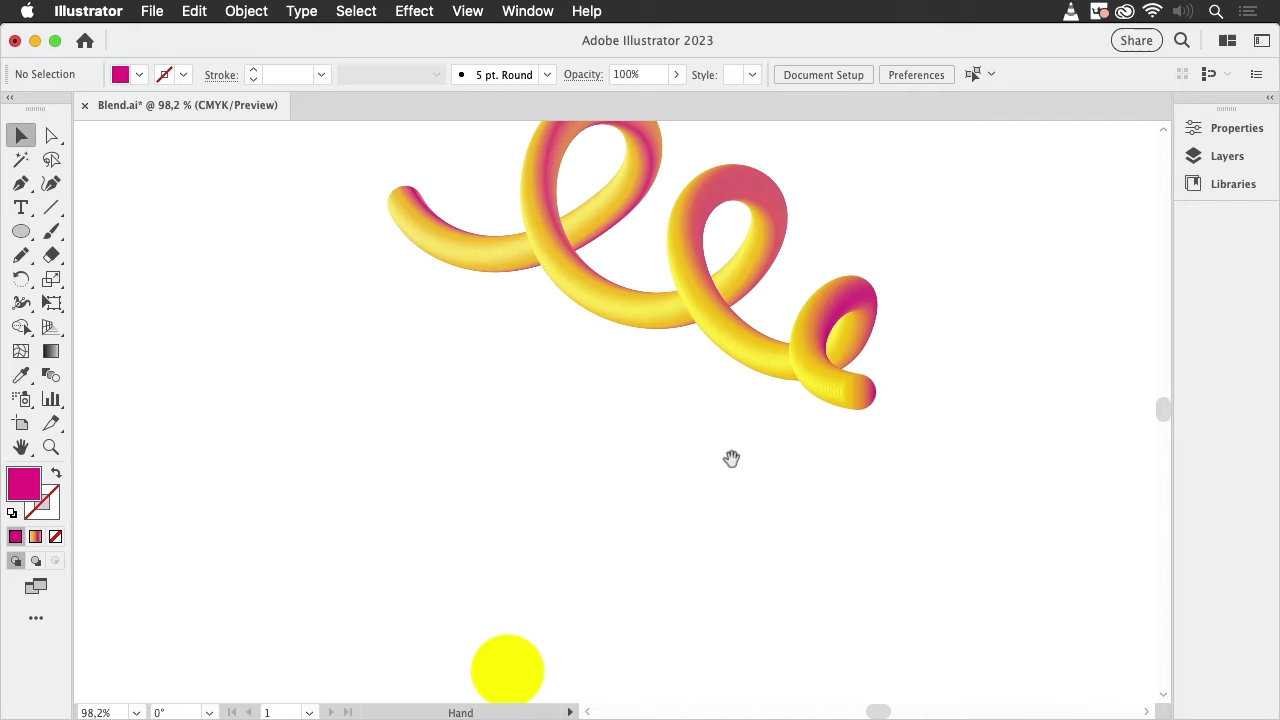 Illustrator File Edit Object Type Select Effect View Window Help
Adobe Illustrator 2023
Share
No Selection
Stroke:
5 pt. Round
Opacity:
100%
Style:
Document Setup
Preferences
Blend.ai* @ 98,2 % (CMYK/Preview)
Properties
Layers
Libraries
98,2%
0°
1
Hand